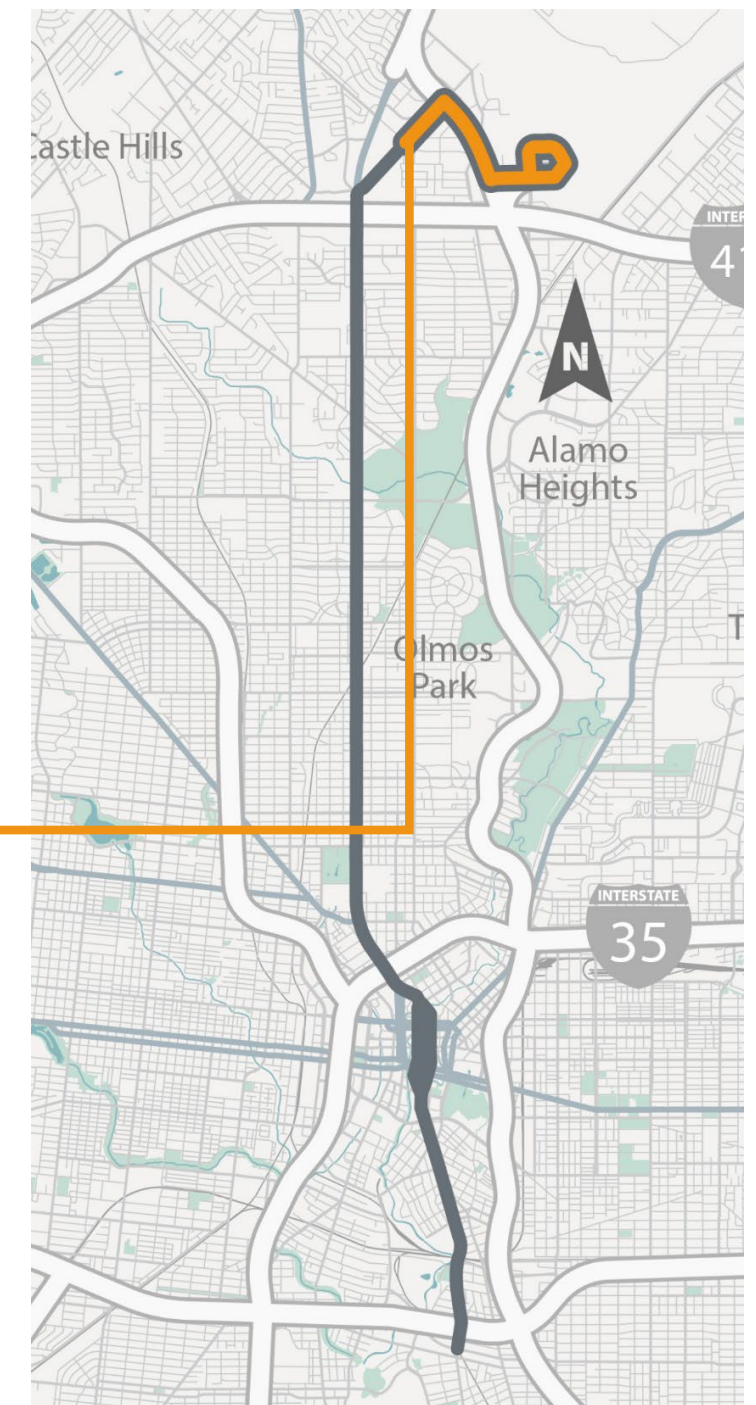 Castle Hills
INTER
41
N
Alamo
Heights
Olmos
Park
T
INTERSTATE
35